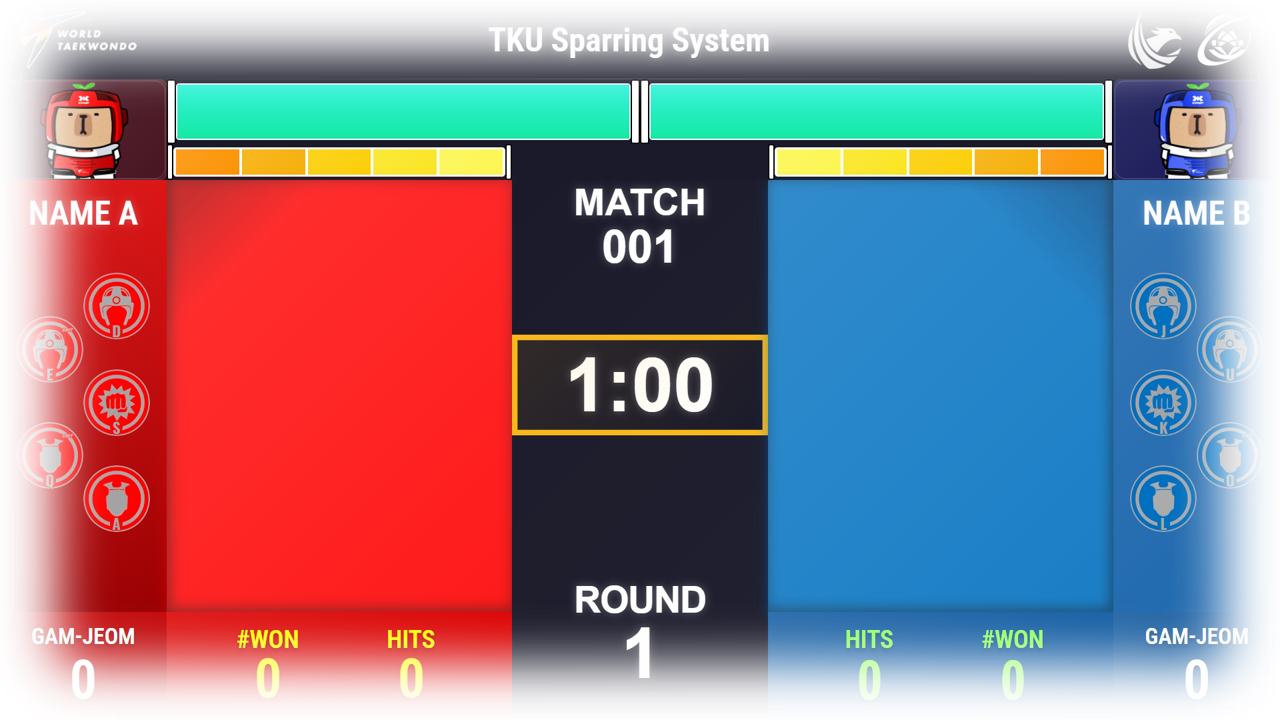 WORLD
TAEKWONDO
TKU Sparring System
NAME A
NAME B
MATCH
001
D
E
S
Q
A
J
U
K
O
L
1:00
ROUND
1
GAM-JEOM
0
#WON
0
HITS
0
HITS
0
#WON
0
GAM-JEOM
0